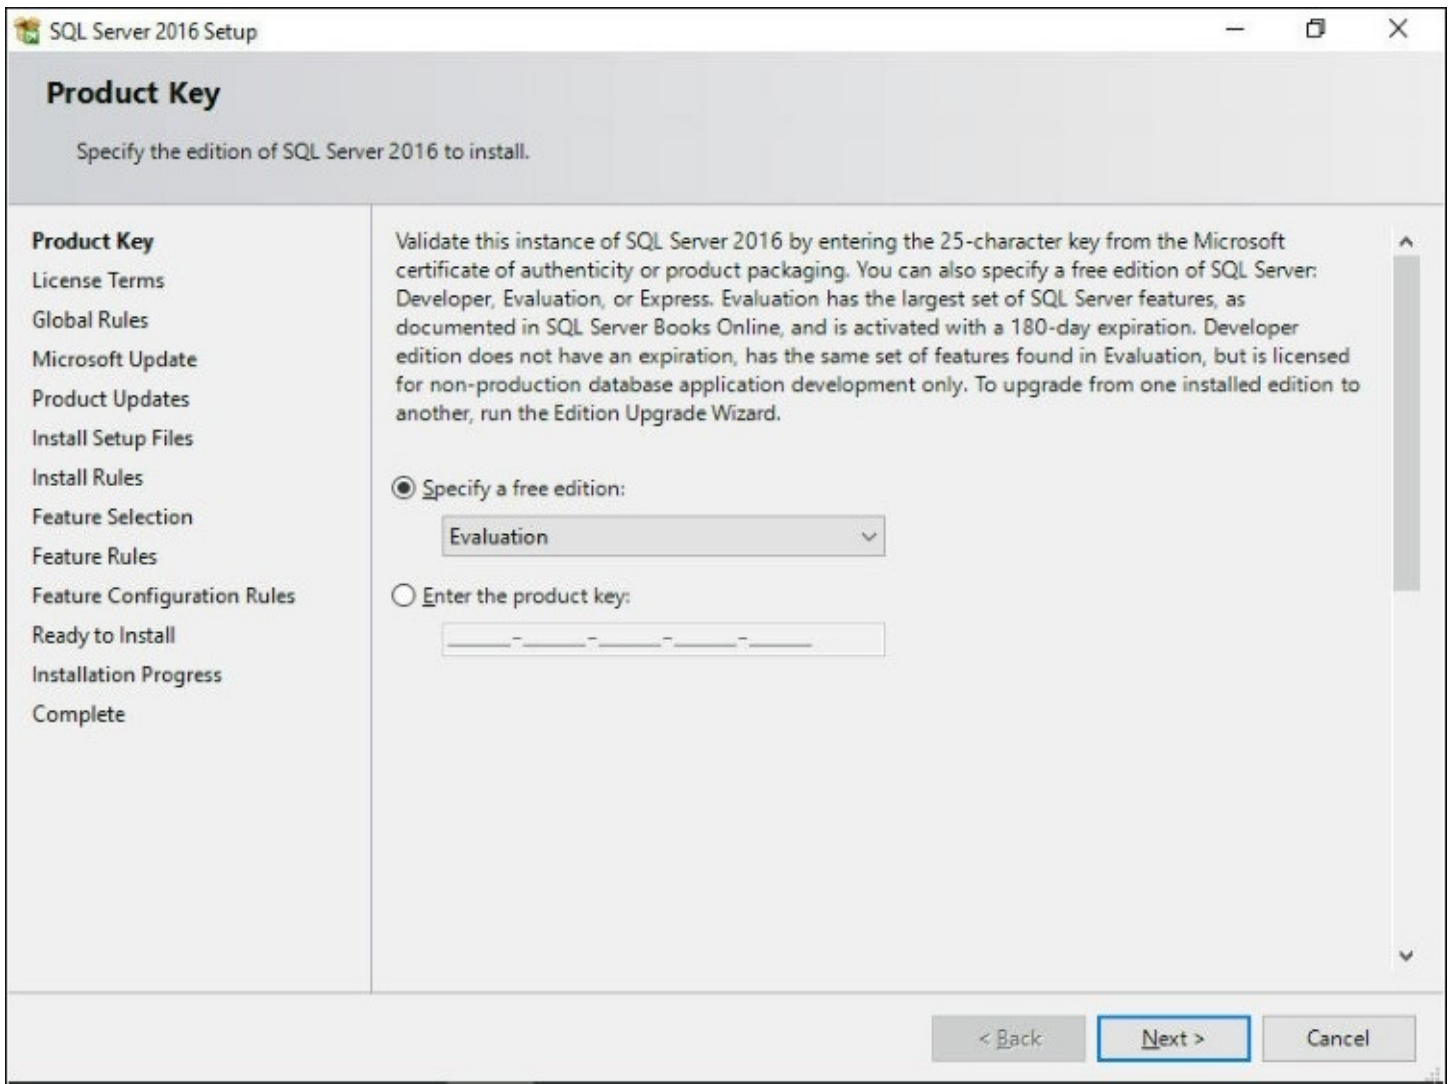 SQL Server 2016 Setup
Product Key
Specify the edition of SQL Server 2016 to install.
Product Key
License Terms
Global Rules
Microsoft Update
Product Updates
Install Setup Files
Install Rules
Feature Selection
Feature Rules
Feature Configuration Rules
Ready to Install
Installation Progress
Complete
Validate this instance of SQL Server 2016 by entering the 25-character key from the Microsoft
certificate of authenticity or product packaging. You can also specify a free edition of SQL Server:
Developer, Evaluation, or Express. Evaluation has the largest set of SQL Server features, as
documented in SQL Server Books Online, and is activated with a 180-day expiration. Developer
edition does not have an expiration, has the same set of features found in Evaluation, but is licensed
for non-production database application development only. To upgrade from one installed edition to
another, run the Edition Upgrade Wizard.
Specify a free edition:
Evaluation
Enter the product key:
_____-_____-_____-_____-_____
< Back
Next >
Cancel